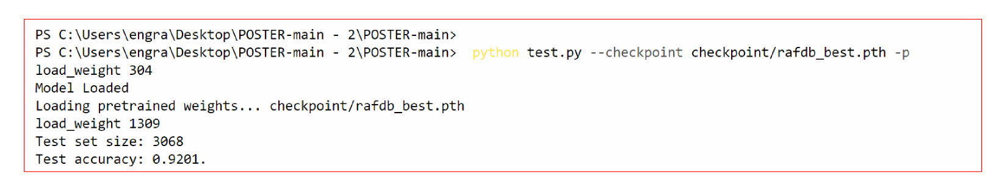 PS C:\Users\engra\Desktop\POSTER-main - 2\POSTER-main>
PS C:\Users\engra\Desktop\POSTER-main - 2\POSTER-main>  python test.py --checkpoint checkpoint/rafdb_best.pth -p
load_weight 304
Model Loaded
Loading pretrained weights... checkpoint/rafdb_best.pth
load_weight 1309
Test set size: 3068
Test accuracy: 0.9201.